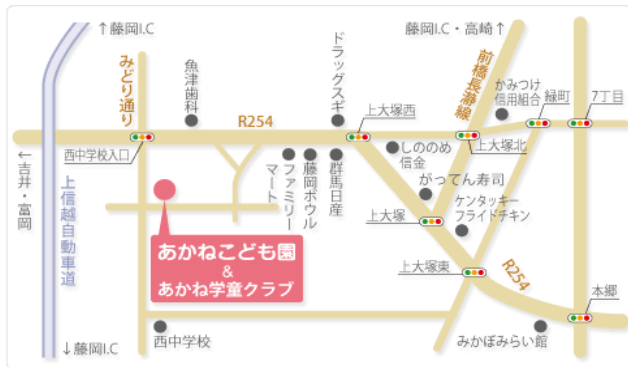 ↑藤岡I.C
藤岡I.C・高崎↑
みどり通り
魚津歯科
ドラッグスギ
前橋長瀞線
かみつけ
信用組合
緑町
7丁目
R254
上大塚西
西中学校入口
上大塚北
しののめ
信金
←吉井・富岡
上信越自動車道
ファミリー
マート
藤岡ボウル
群馬日産
がってん寿司
ケンタッキー
フライドチキン
上大塚
あかねこども園
&
あかね学童クラブ
上大塚東
R254
本郷
↓藤岡I.C
西中学校
みかぼみらい館